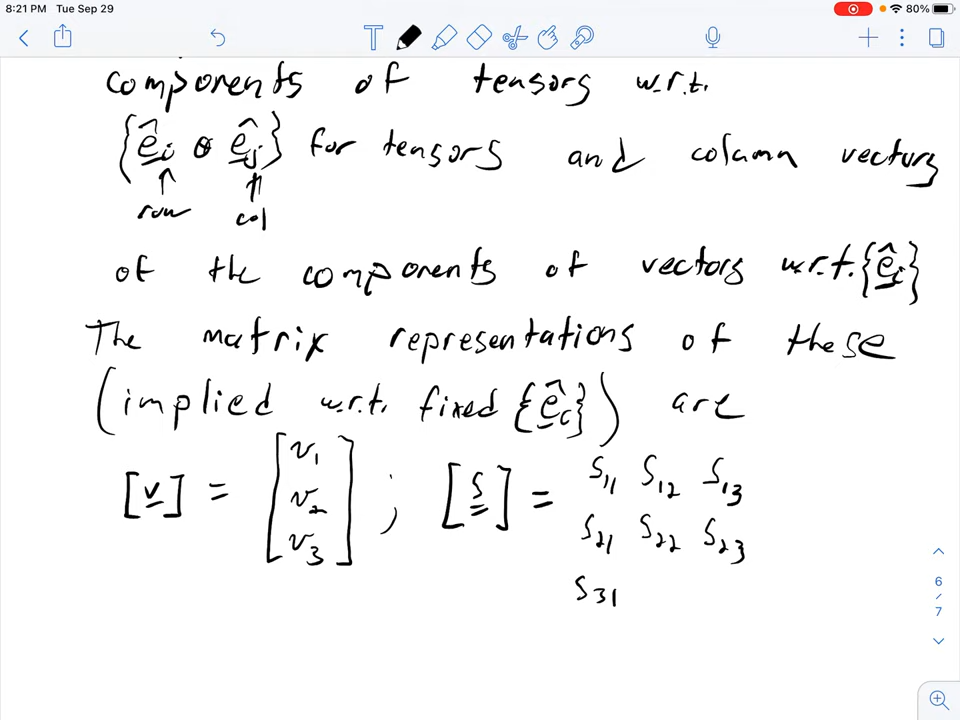 8:21 PM Tue Sep 29 80%
T
components of tensors w.r.t.
{ê_i ⊗ ê_j} for tensors and column vectors
↑ ↑
row col
of the components of vectors w.r.t. {ê_i}
The matrix representations of these
(implied w.r.t. fixed {ê_i}) are
[v] = [v₁ v₂ v₃] ; [S] = S₁₁ S₁₂ S₁₃
S₂₁ S₂₂ S₂₃
S₃₁
6
/
7